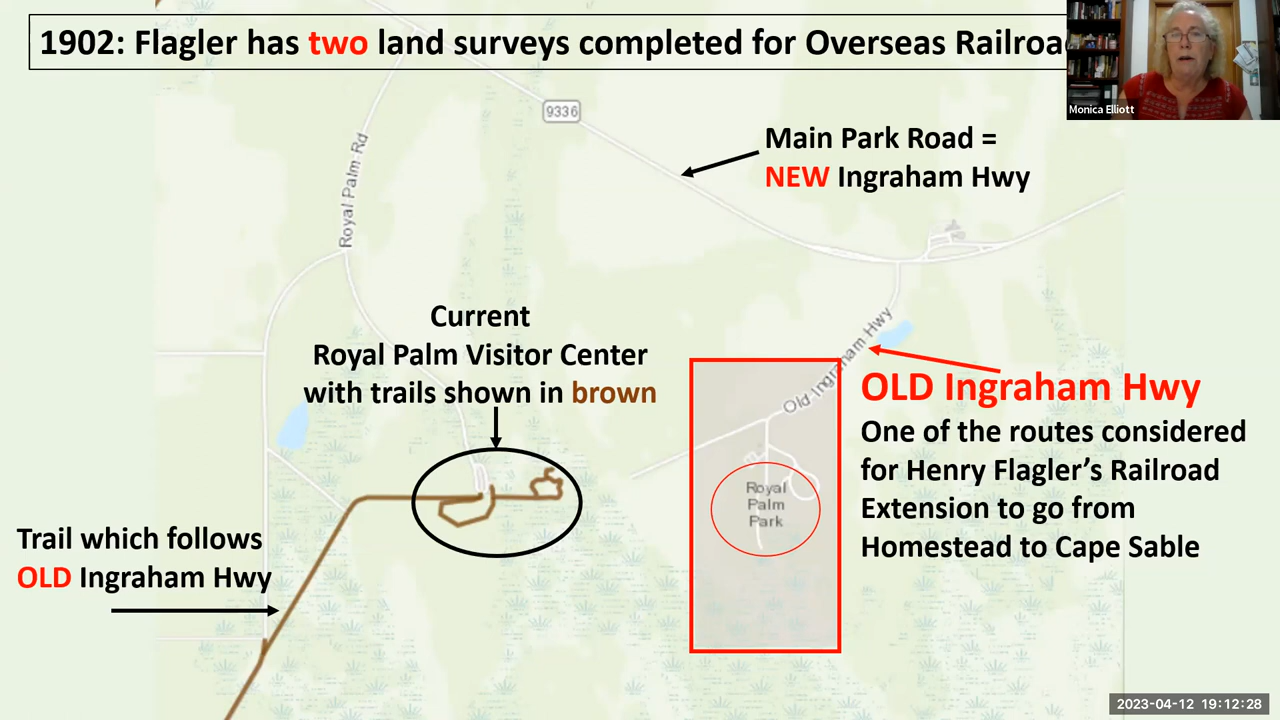 1902: Flagler has two land surveys completed for Overseas
Monica Elliott
9336
Royal Palm Rd
Main Park Road =
NEW Ingraham Hwy
Current
Royal Palm Visitor Center
with trails shown in brown
Old Ingraham Hwy
OLD Ingraham Hwy
One of the routes considered
for Henry Flagler’s Railroad
Extension to go from
Homestead to Cape Sable
Royal
Palm
Park
Trail which follows
OLD Ingraham Hwy
2023-04-12 19:12:28